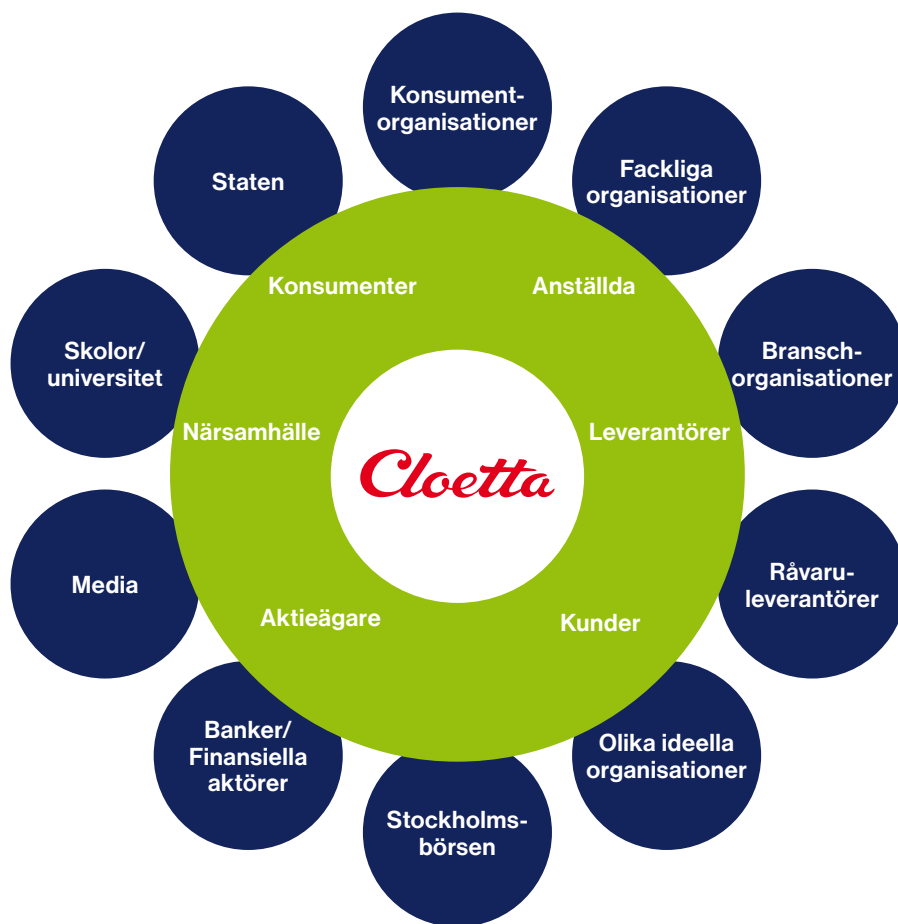 Konsument-
organisationer
Fackliga
organisationer
Staten
Konsumenter
Anställda
Skolor/
universitet
Bransch-
organisationer
Närsamhälle
Leverantörer
Cloetta
Media
Råvaru-
leverantörer
Aktieägare
Kunder
Banker/
Finansiella
aktörer
Olika ideella
organisationer
Stockholms-
börsen